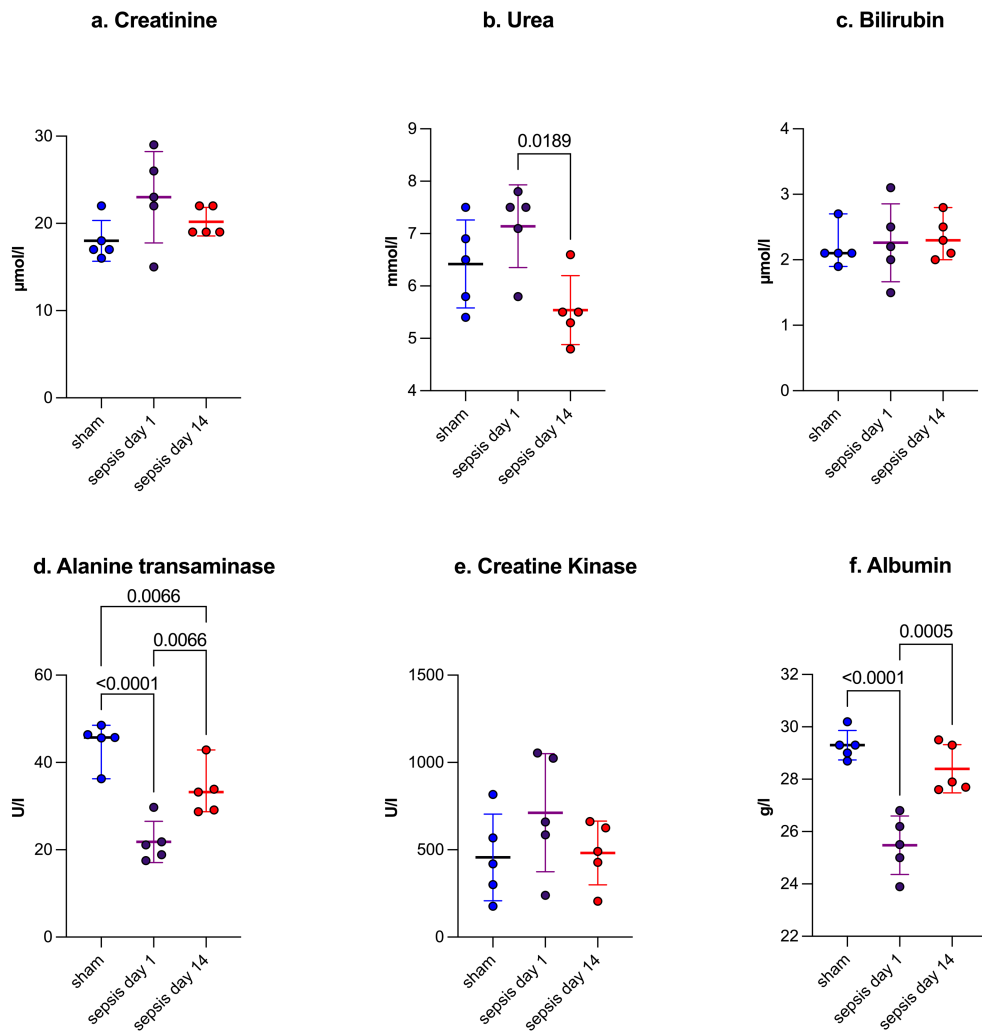 a. Creatinine
b. Urea
c. Bilirubin
30
20
10
0
µmol/l
sham
sepsis day 1
sepsis day 14
9
8
7
6
5
4
mmol/l
0.0189
sham
sepsis day 1
sepsis day 14
4
3
2
1
0
µmol/l
sham
sepsis day 1
sepsis day 14
d. Alanine transaminase
e. Creatine Kinase
f. Albumin
0.0066
0.0066
<0.0001
60
40
20
0
U/l
sham
sepsis day 1
sepsis day 14
1500
1000
500
0
U/l
sham
sepsis day 1
sepsis day 14
0.0005
<0.0001
32
30
28
26
24
22
g/l
sham
sepsis day 1
sepsis day 14